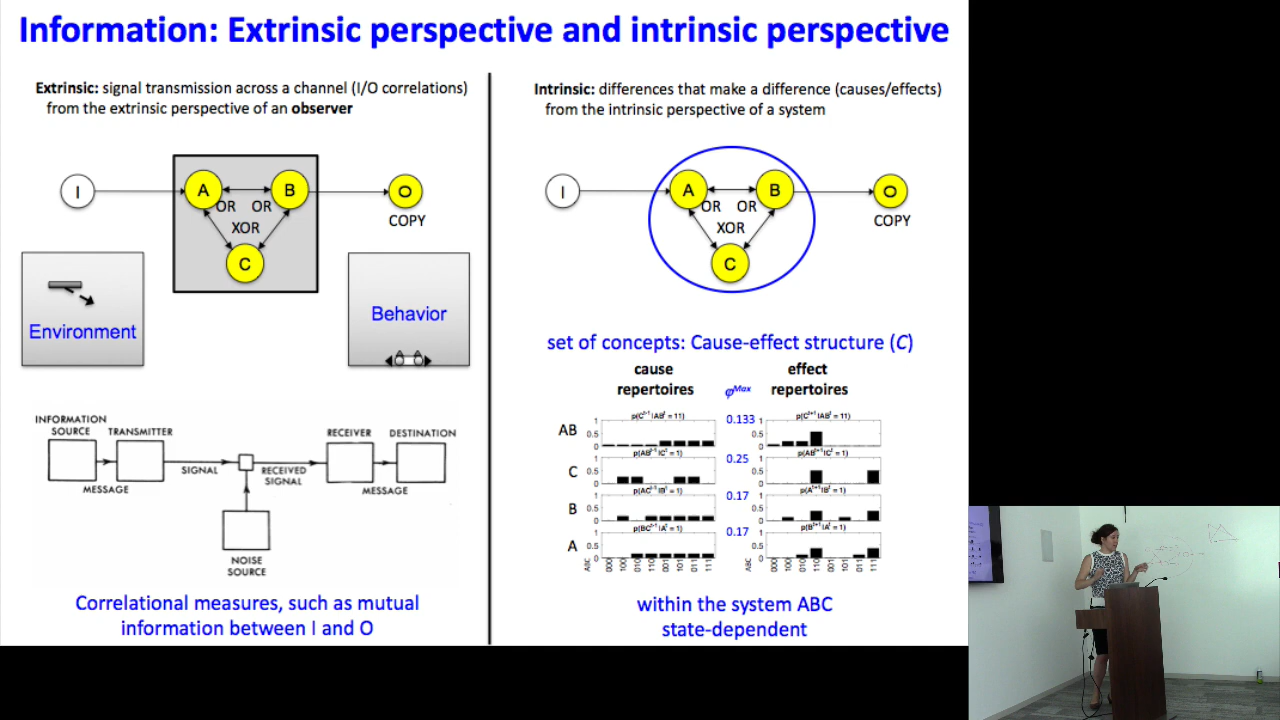 Information: Extrinsic perspective and intrinsic perspective
Extrinsic: signal transmission across a channel (I/O correlations)
from the extrinsic perspective of an observer
I
A
B
O
OR OR
XOR
COPY
C
Environment
Behavior
INFORMATION
SOURCE TRANSMITTER
RECEIVER DESTINATION
SIGNAL
RECEIVED
SIGNAL
MESSAGE
MESSAGE
NOISE
SOURCE
Correlational measures, such as mutual
information between I and O
Intrinsic: differences that make a difference (causes/effects)
from the intrinsic perspective of a system
I
A
B
O
OR OR
XOR
COPY
C
set of concepts: Cause-effect structure (C)
cause
repertoires
φMax
effect
repertoires
AB
0.133
C
0.25
B
0.17
A
0.17
within the system ABC
state-dependent